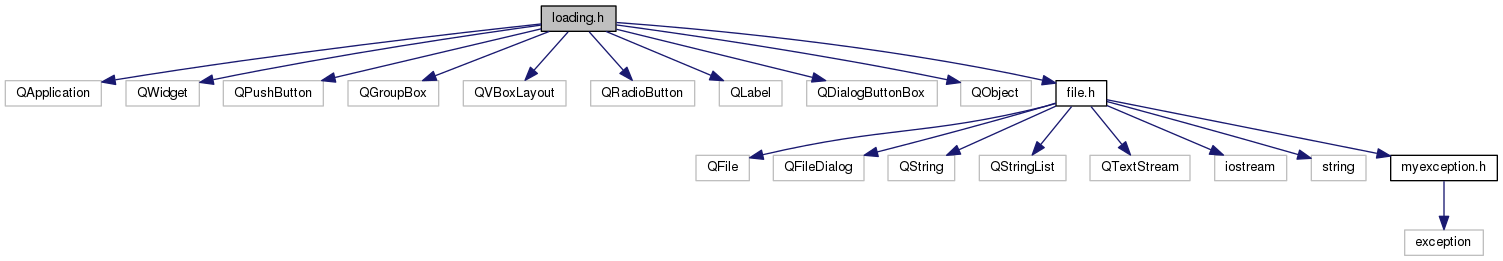 loading.h
QApplication
QWidget
QPushButton
QGroupBox
QVBoxLayout
QRadioButton
QLabel
QDialogButtonBox
QObject
file.h
QFile
QFileDialog
QString
QStringList
QTextStream
iostream
string
myexception.h
exception